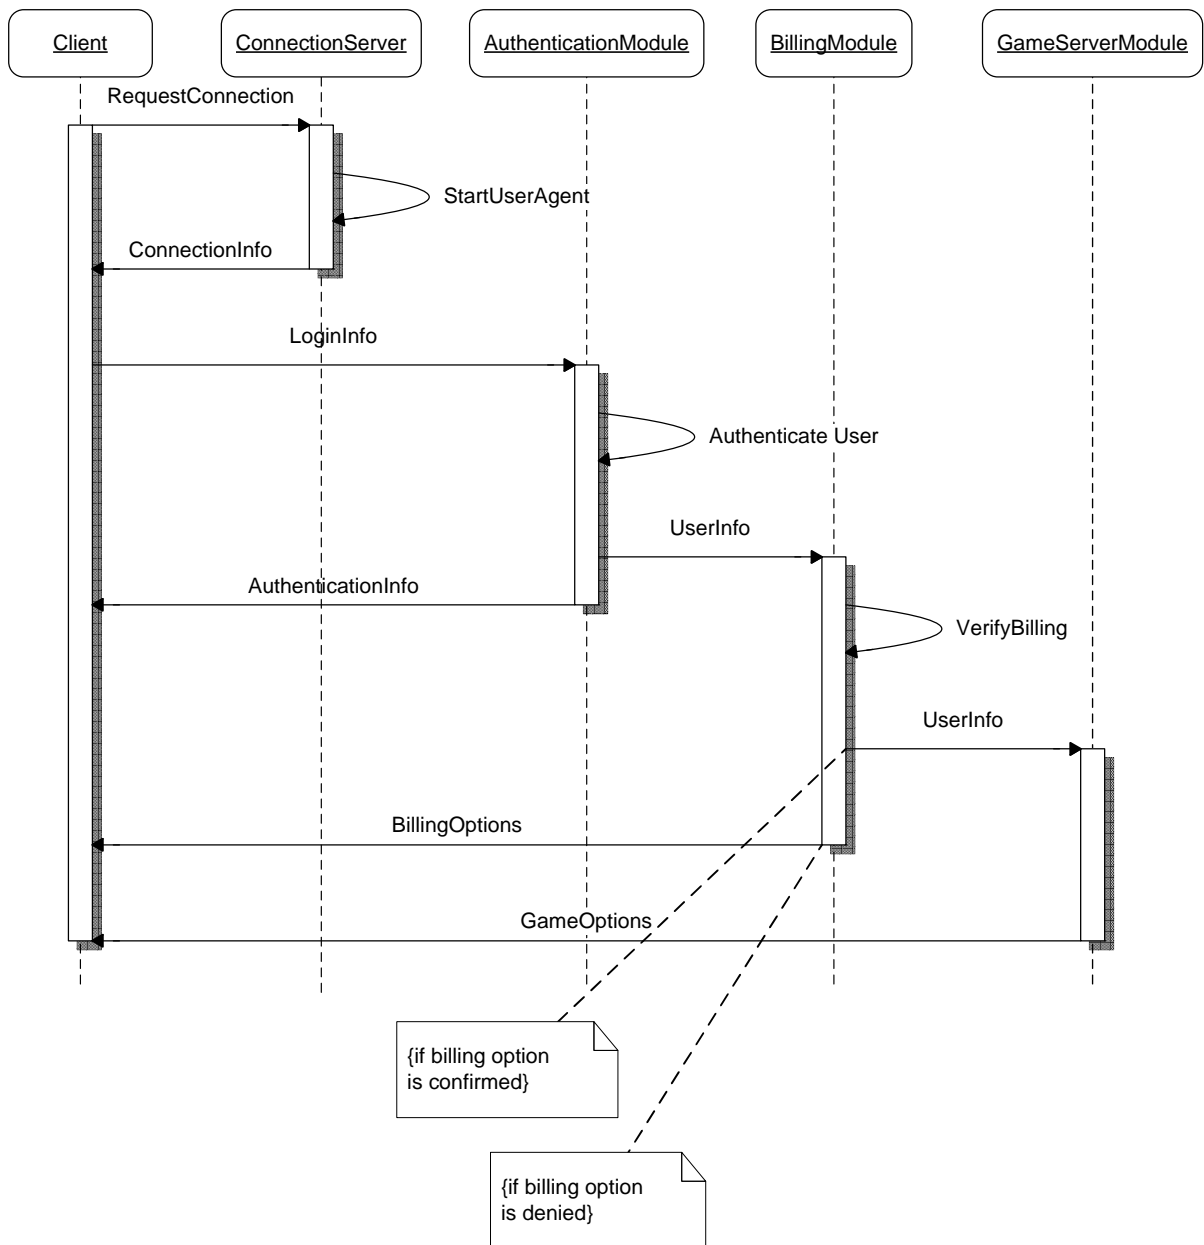 Client
ConnectionServer
AuthenticationModule
BillingModule
GameServerModule
RequestConnection
StartUserAgent
ConnectionInfo
LoginInfo
Authenticate User
UserInfo
AuthenticationInfo
VerifyBilling
UserInfo
BillingOptions
GameOptions
{if billing option
is confirmed}
{if billing option
is denied}